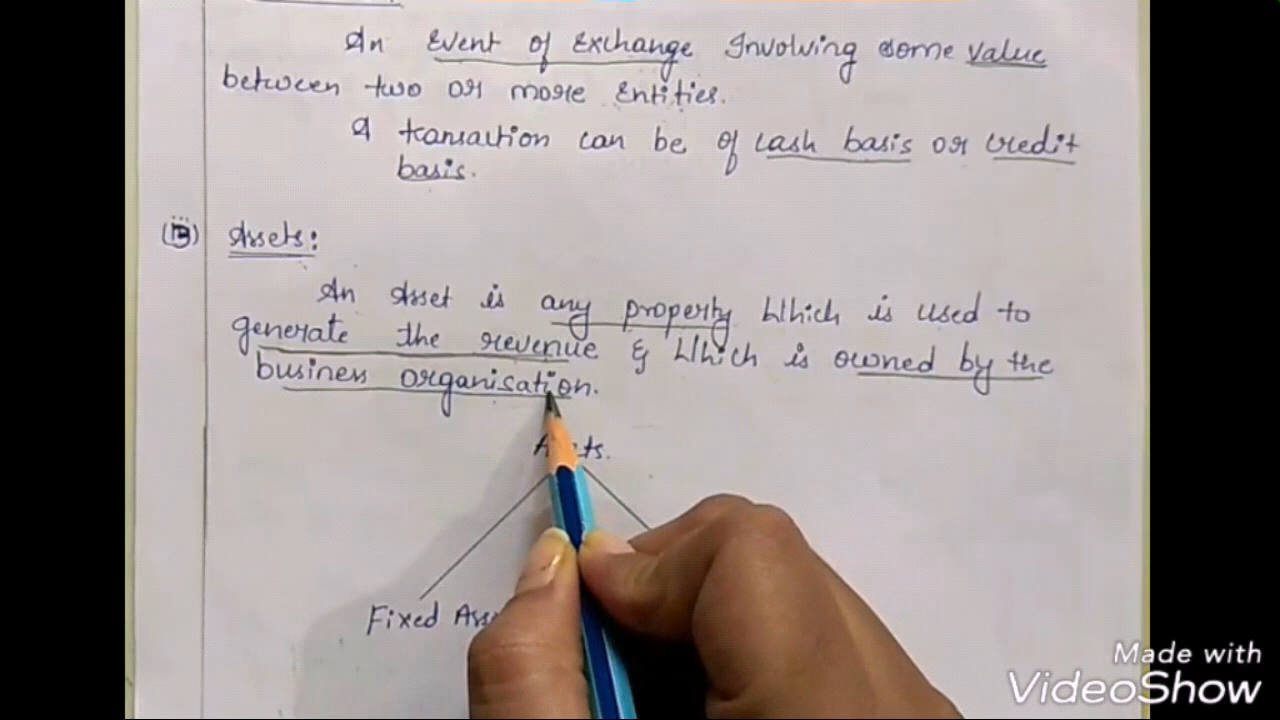 An Event of Exchange Involving some value
between two or more Entities.
A transaction can be of cash basis or credit
basis.
(B) Assets:
An Asset is any property Which is used to
generate the revenue & Which is owned by the
business organisation.
Fixed
Made with
VideoShow